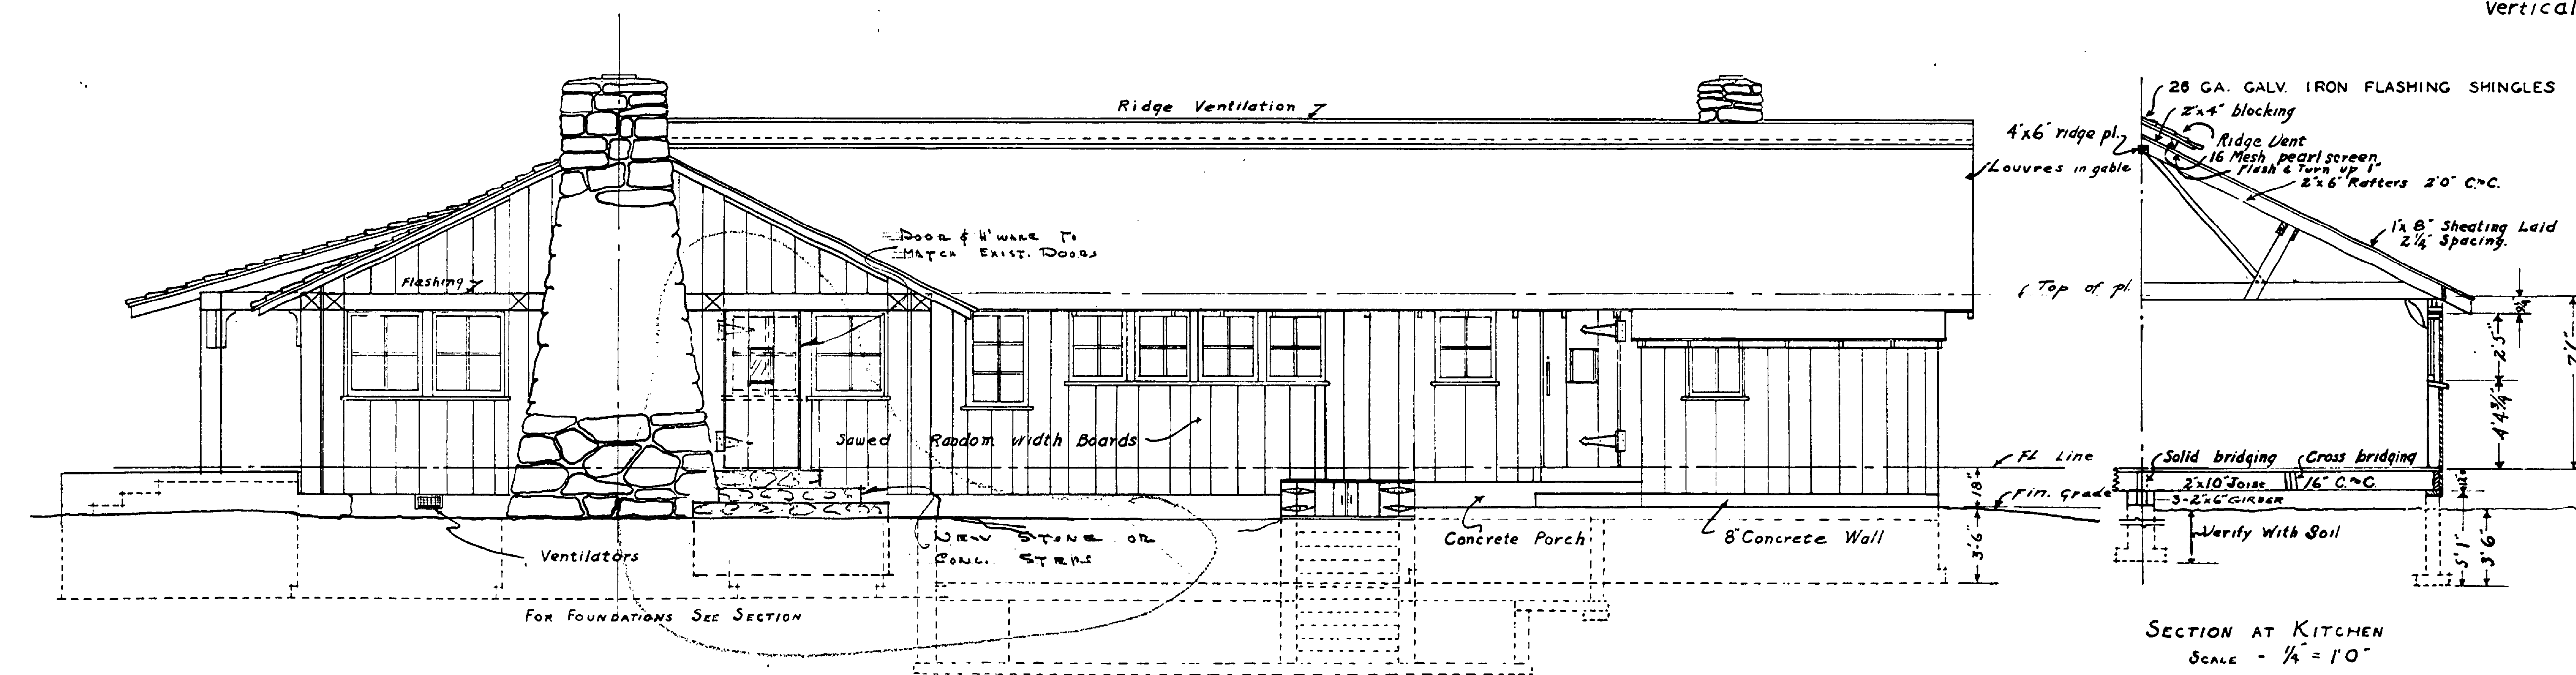 Vertical
Ridge Ventilation
26 GA. GALV. IRON FLASHING SHINGLES
2"x4" blocking
4"x6" ridge pl.
Ridge Vent
16 Mesh pearl screen
Flash & Turn up 1"
Louvres in gable
2"x6" Rafters 2'0" C.toC.
1"x 8" Sheating Laid
2¼" Spacing.
DOOR & H'WARE TO
MATCH EXIST. DOORS
Flashing
Top of pl.
2'5"
4'4¾"
Sawed Random Width Boards
FL Line
Solid bridging
Cross bridging
2"x10" Joist
16" C.toC.
12"
18"
Fin. Grade
3-2"x6" GIRDER
Ventilators
NEW STONE OR
CONC. STEPS
Concrete Porch
8" Concrete Wall
3'-6"
Verify With Soil
5'1"
3'6"
FOR FOUNDATIONS SEE SECTION
SECTION AT KITCHEN
SCALE - ¼" = 1'0"